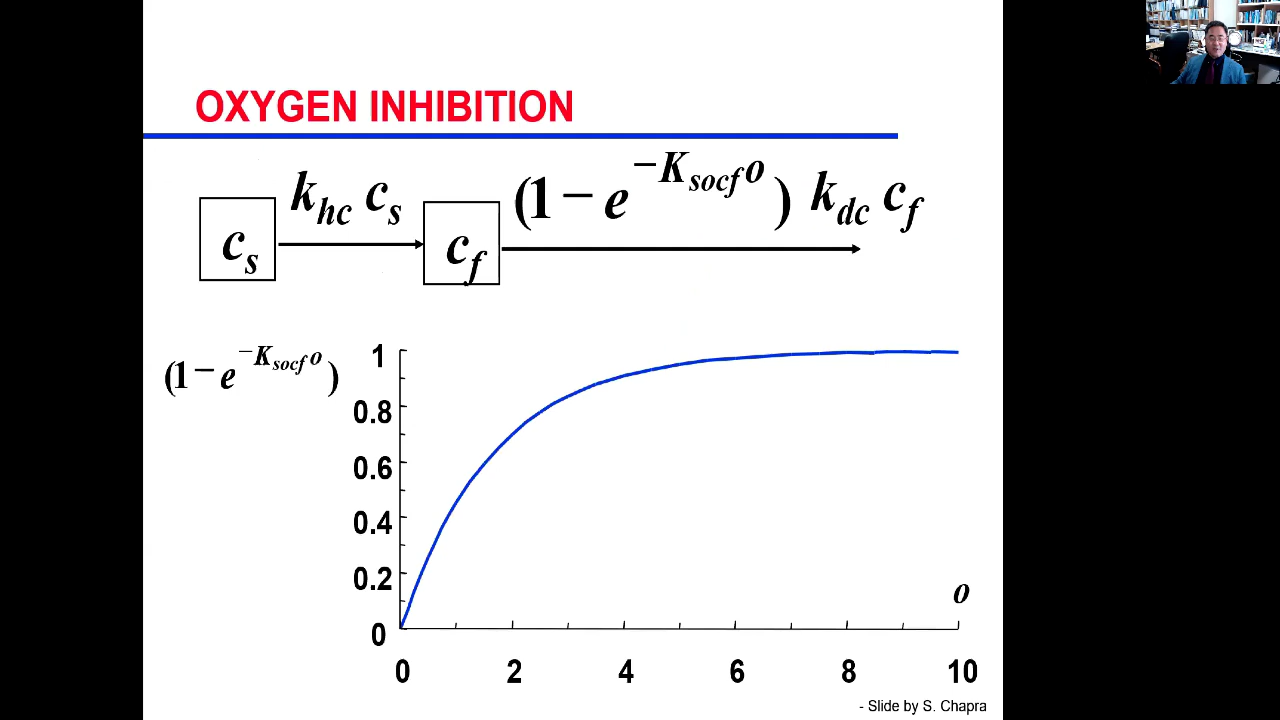 OXYGEN INHIBITION
k_hc c_s (1 − e^−K_socf o) k_dc c_f
c_s c_f
(1 − e^−K_socf o)
1
0.8
0.6
0.4
0.2
0
o
0 2 4 6 8 10
- Slide by S. Chapra